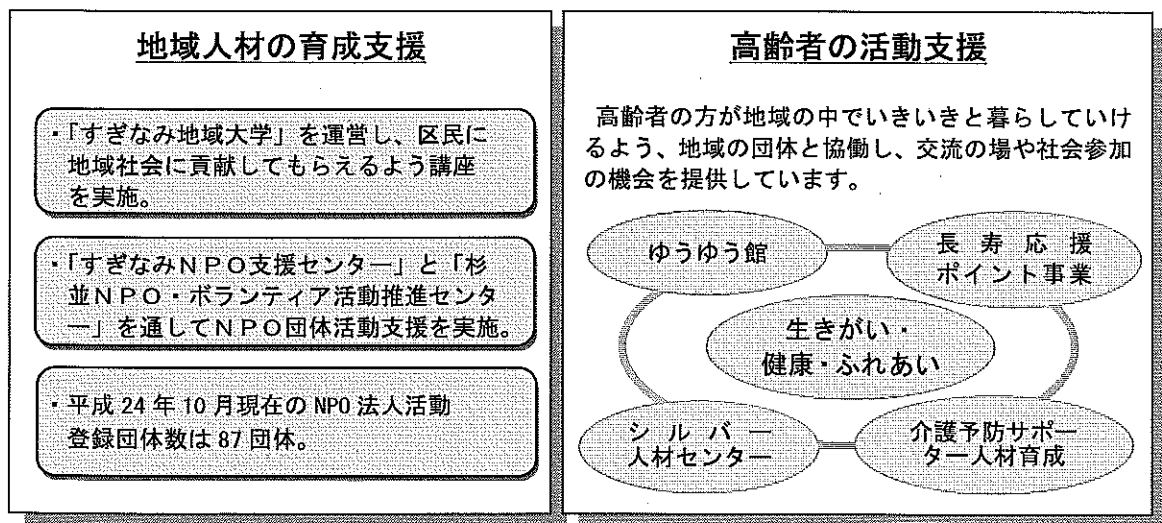 地域人材の育成支援
・「すぎなみ地域大学」を運営し、区民に
地域社会に貢献してもらえるよう講座
を実施。
・「すぎなみNPO支援センター」と「杉
並NPO・ボランティア活動推進センタ
ー」を通してNPO団体活動支援を実施。
・平成 24 年 10 月現在の NPO 法人活動
登録団体数は 87 団体。
高齢者の活動支援
高齢者の方が地域の中でいきいきと暮らしていけ
るよう、地域の団体と協働し、交流の場や社会参加
の機会を提供しています。
ゆうゆう館
長寿応援
ポイント事業
生きがい・
健康・ふれあい
シルバー
人材センター
介護予防サポー
ター人材育成